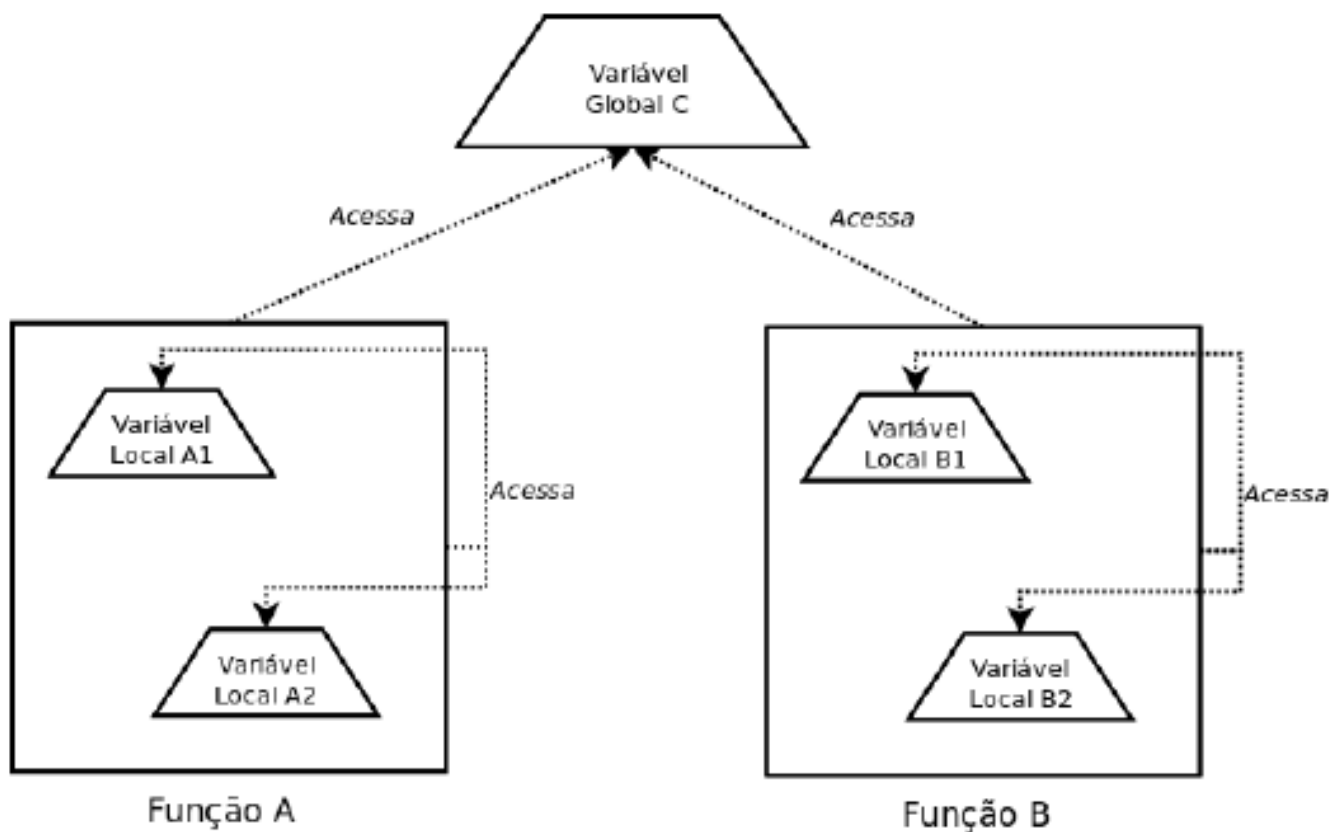 Variável
Global C
Acessa
Acessa
Variável
Local A1
Acessa
Variável
Local A2
Função A
Variável
Local B1
Acessa
Variável
Local B2
Função B